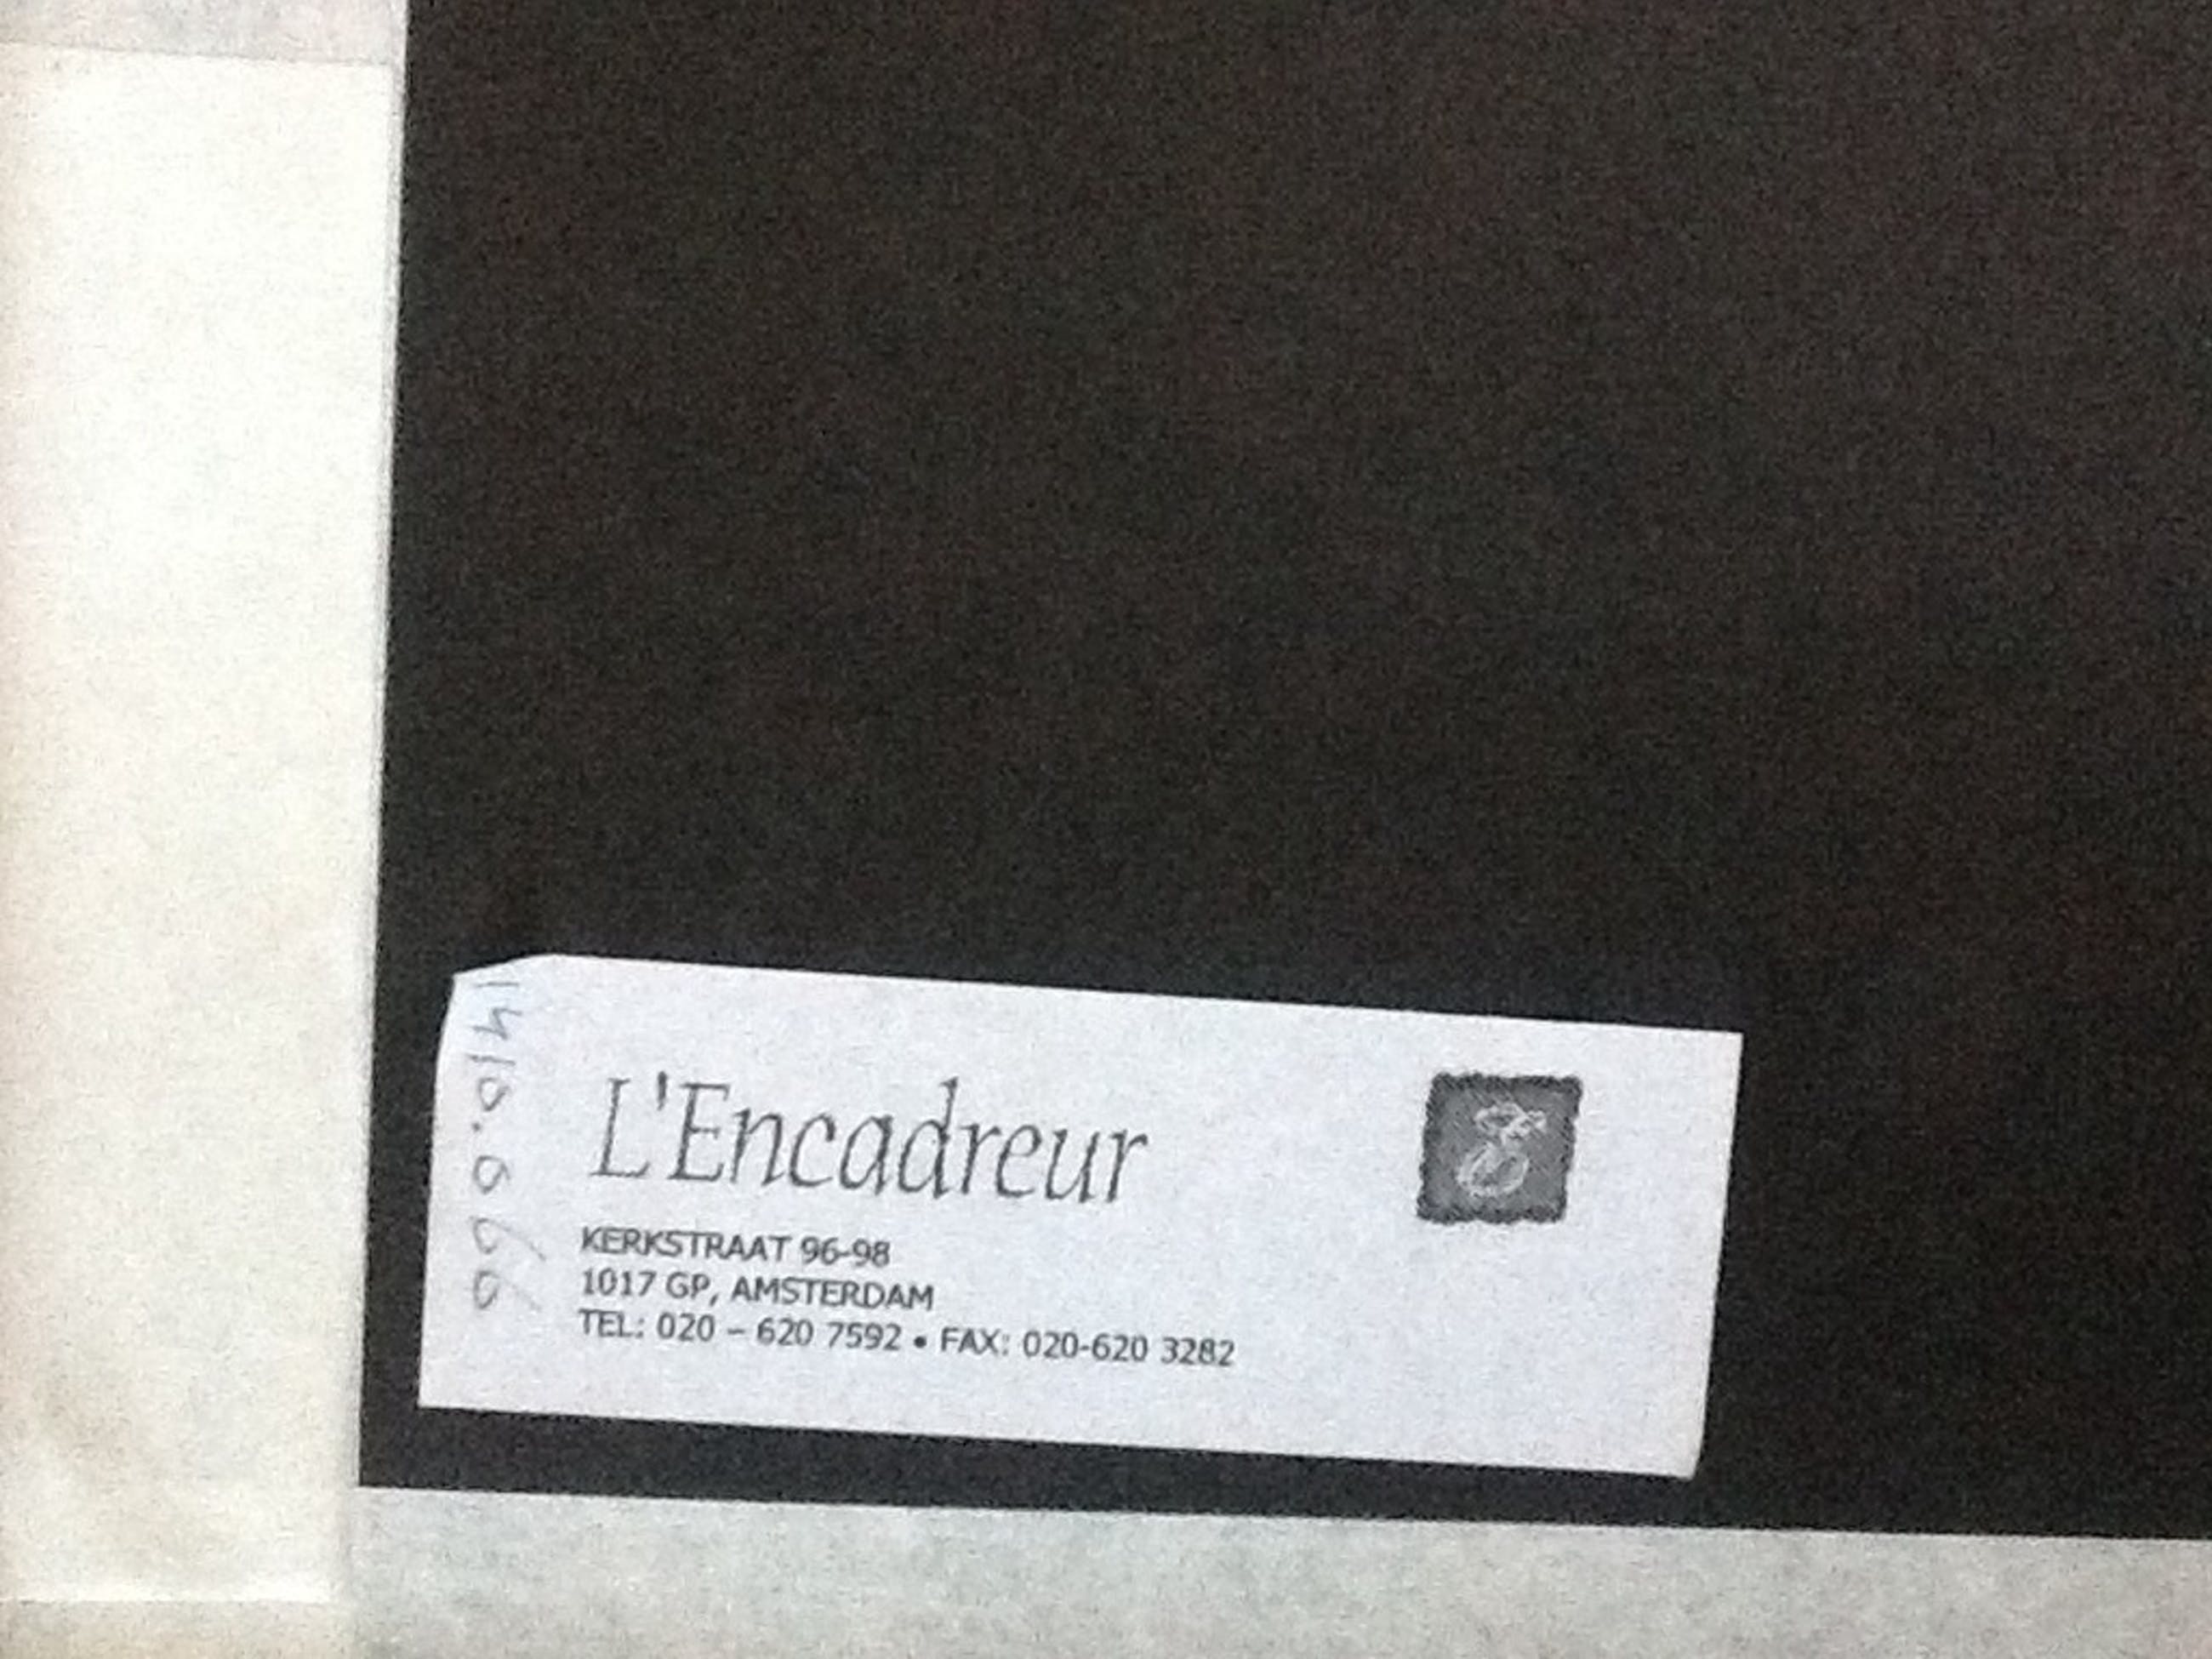 L'Encadreur
KERKSTRAAT 96-98
1017 GP, AMSTERDAM
TEL: 020 – 620 7592 • FAX: 020-620 3282